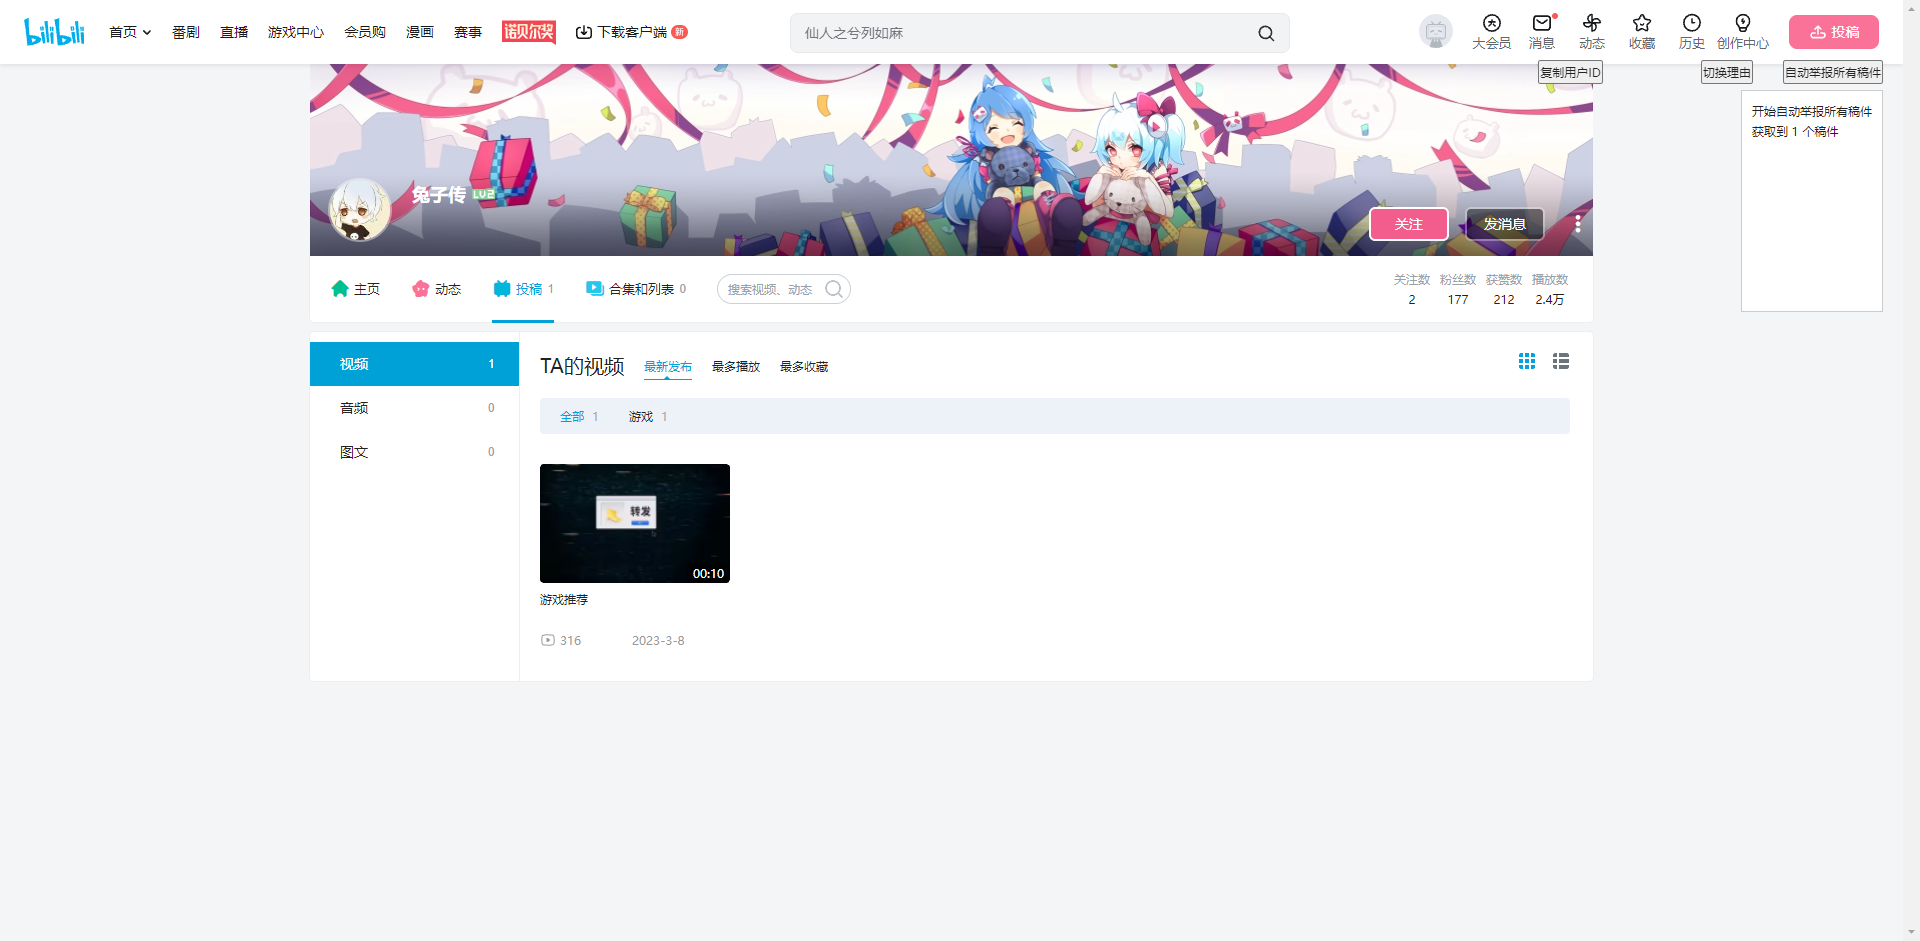 bilibili
首页
番剧
直播
游戏中心
会员购
漫画
赛事
诺贝尔奖
下载客户端 新
仙人之兮列如麻
大会员
消息
动态
收藏
历史
创作中心
投稿
复制用户ID
切换理由
自动举报所有稿件
开始自动举报所有稿件
获取到 1 个稿件
兔子传 LV2
关注
发消息
主页
动态
投稿 1
合集和列表 0
搜索视频、动态
关注数 粉丝数 获赞数 播放数
2 177 212 2.4万
视频 1
音频 0
图文 0
TA的视频 最新发布 最多播放 最多收藏
全部 1 游戏 1
转发
00:10
游戏推荐
316 2023-3-8